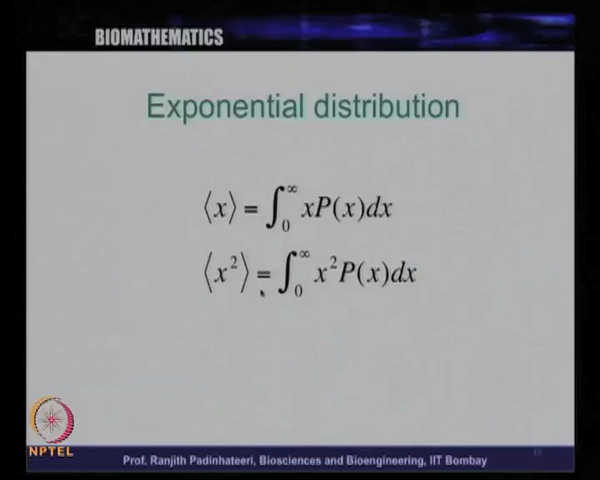 BIOMATHEMATICS
Exponential distribution
⟨x⟩ = ∫₀^∞ xP(x)dx
⟨x²⟩ = ∫₀^∞ x²P(x)dx
NPTEL
Prof. Ranjith Padinhateeri, Biosciences and Bioengineering, IIT Bombay